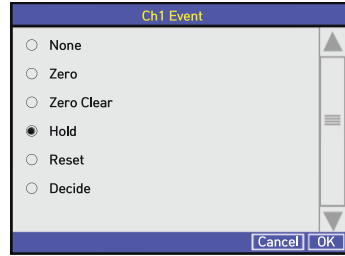 Ch1 Event
None
Zero
Zero Clear
Hold
Reset
Decide
Cancel OK